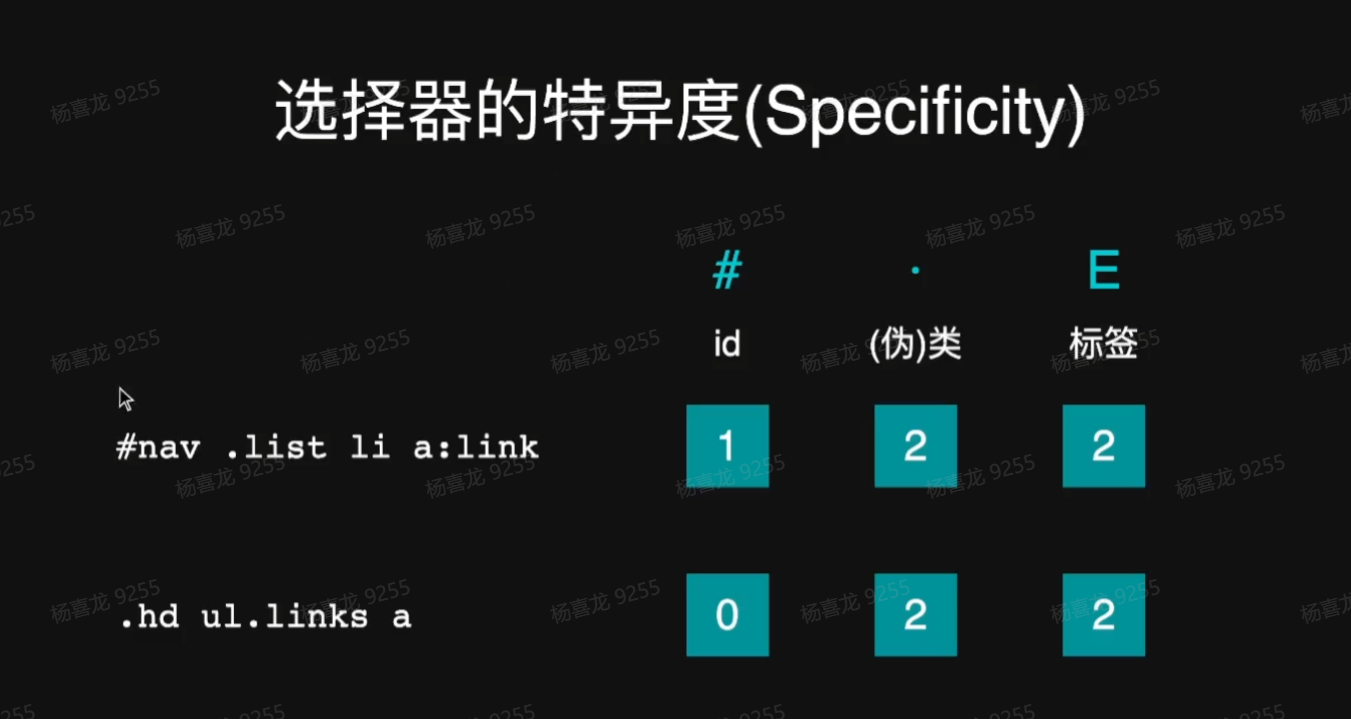 选择器的特异度(Specificity)
# · E
id (伪)类 标签
#nav .list li a:link 1 2 2
.hd ul.links a 0 2 2
杨喜龙 9255